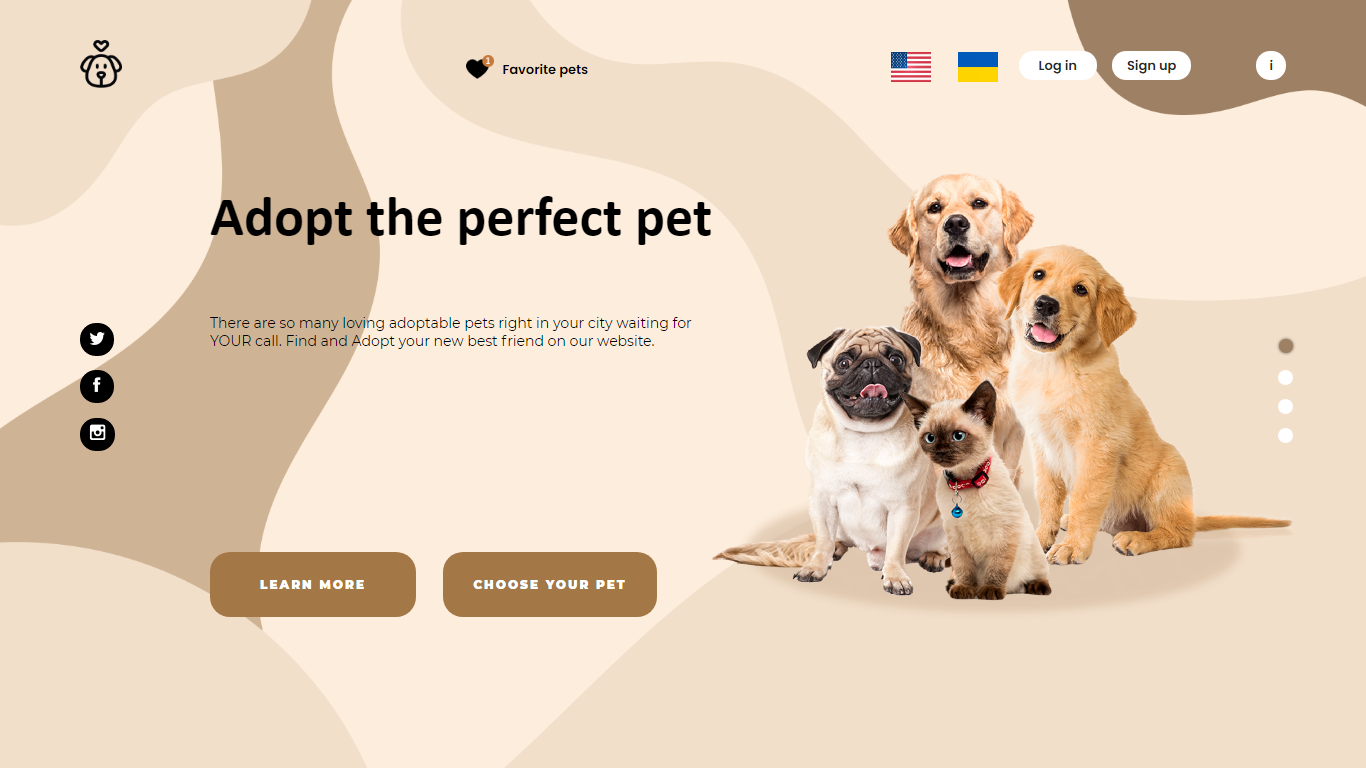 1
Favorite pets
Log in
Sign up
i
Adopt the perfect pet
There are so many loving adoptable pets right in your city waiting for
YOUR call. Find and Adopt your new best friend on our website.
LEARN MORE
CHOOSE YOUR PET